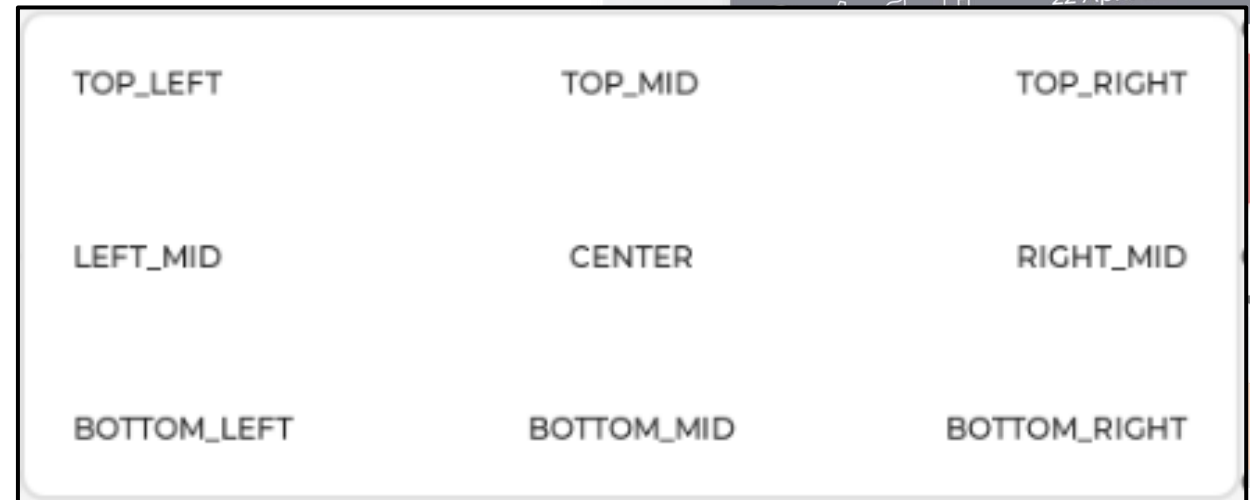 TOP_LEFT TOP_MID TOP_RIGHT
LEFT_MID CENTER RIGHT_MID
BOTTOM_LEFT BOTTOM_MID BOTTOM_RIGHT